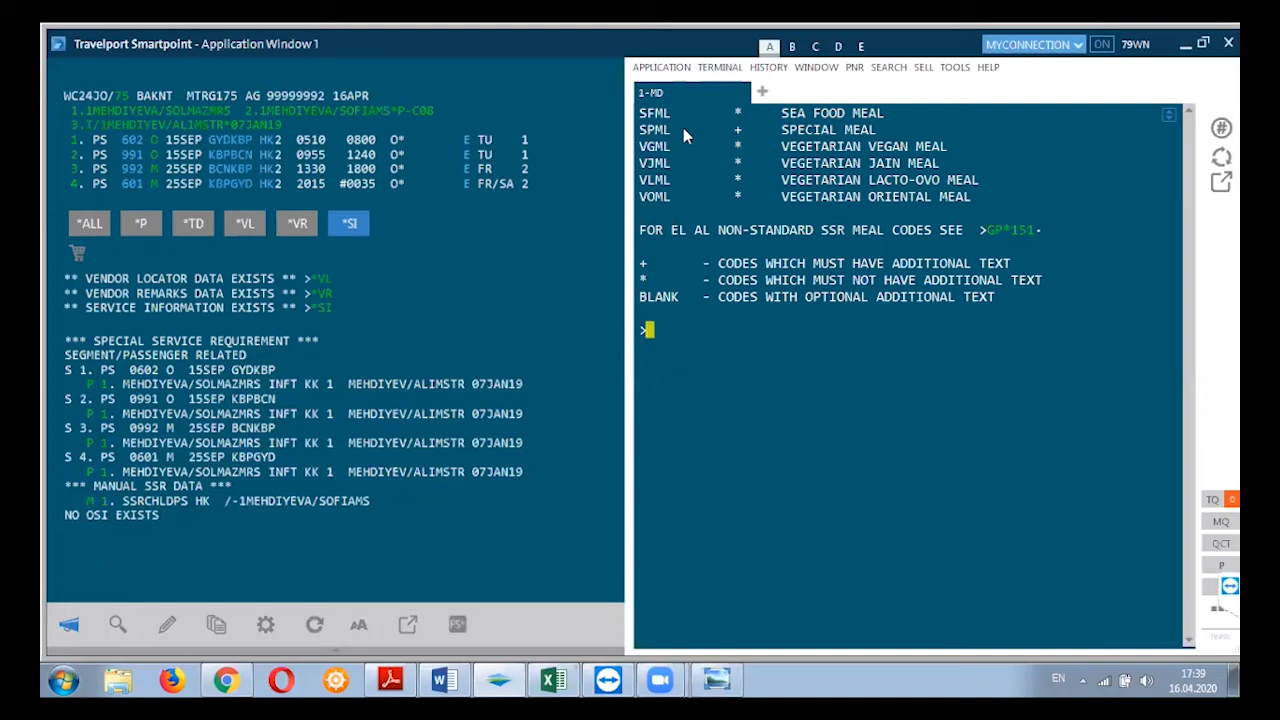 Travelport Smartpoint - Application Window 1
WC24JO/75 BAKNT MTRG175 AG 99999992 16APR
1.1MEHDIYEVA/SOLMAZMRS 2.1MEHDIYEVA/SOFIAMS*P-C08
3.I/1MEHDIYEV/ALIMSTR*07JAN19
1. PS 602 O 15SEP GYDKBP HK2 0510 0800 O* E TU 1
2. PS 991 O 15SEP KBPBCN HK2 0955 1240 O* E TU 1
3. PS 992 M 25SEP BCNKBP HK2 1330 1800 O* E FR 2
4. PS 601 M 25SEP KBPGYD HK2 2015 #0035 O* E FR/SA 2
*ALL *P *TD *VL *VR *SI
** VENDOR LOCATOR DATA EXISTS ** >*VL
** VENDOR REMARKS DATA EXISTS ** >*VR
** SERVICE INFORMATION EXISTS ** >*SI
*** SPECIAL SERVICE REQUIREMENT ***
SEGMENT/PASSENGER RELATED
S 1. PS 0602 O 15SEP GYDKBP
P 1. MEHDIYEVA/SOLMAZMRS INFT KK 1 MEHDIYEV/ALIMSTR 07JAN19
S 2. PS 0991 O 15SEP KBPBCN
P 1. MEHDIYEVA/SOLMAZMRS INFT KK 1 MEHDIYEV/ALIMSTR 07JAN19
S 3. PS 0992 M 25SEP BCNKBP
P 1. MEHDIYEVA/SOLMAZMRS INFT KK 1 MEHDIYEV/ALIMSTR 07JAN19
S 4. PS 0601 M 25SEP KBPGYD
P 1. MEHDIYEVA/SOLMAZMRS INFT KK 1 MEHDIYEV/ALIMSTR 07JAN19
*** MANUAL SSR DATA ***
M 1. SSRCHLDPS HK /-1MEHDIYEVA/SOFIAMS
NO OSI EXISTS
AA
PS+
A B C D E
MYCONNECTION ON 79WN
APPLICATION TERMINAL HISTORY WINDOW PNR SEARCH SELL TOOLS HELP
1-MD
SFML * SEA FOOD MEAL
SPML + SPECIAL MEAL
VGML * VEGETARIAN VEGAN MEAL
VJML * VEGETARIAN JAIN MEAL
VLML * VEGETARIAN LACTO-OVO MEAL
VOML * VEGETARIAN ORIENTAL MEAL
FOR EL AL NON-STANDARD SSR MEAL CODES SEE >GP*151·
+ - CODES WHICH MUST HAVE ADDITIONAL TEXT
* - CODES WHICH MUST NOT HAVE ADDITIONAL TEXT
BLANK - CODES WITH OPTIONAL ADDITIONAL TEXT
>
TQ 0
MQ
QCT
P
EN
17:39
16.04.2020